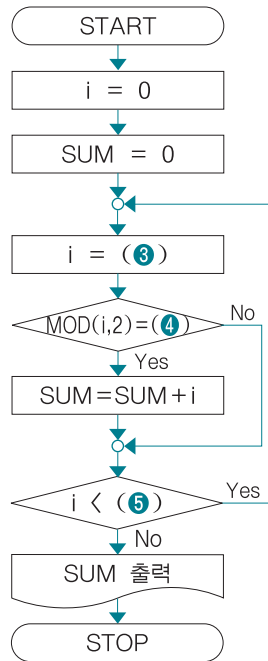 START
i = 0
SUM = 0
i = (❸)
MOD(i,2)=(❹)
No
Yes
SUM=SUM+i
i < (❺)
Yes
No
SUM 출력
STOP